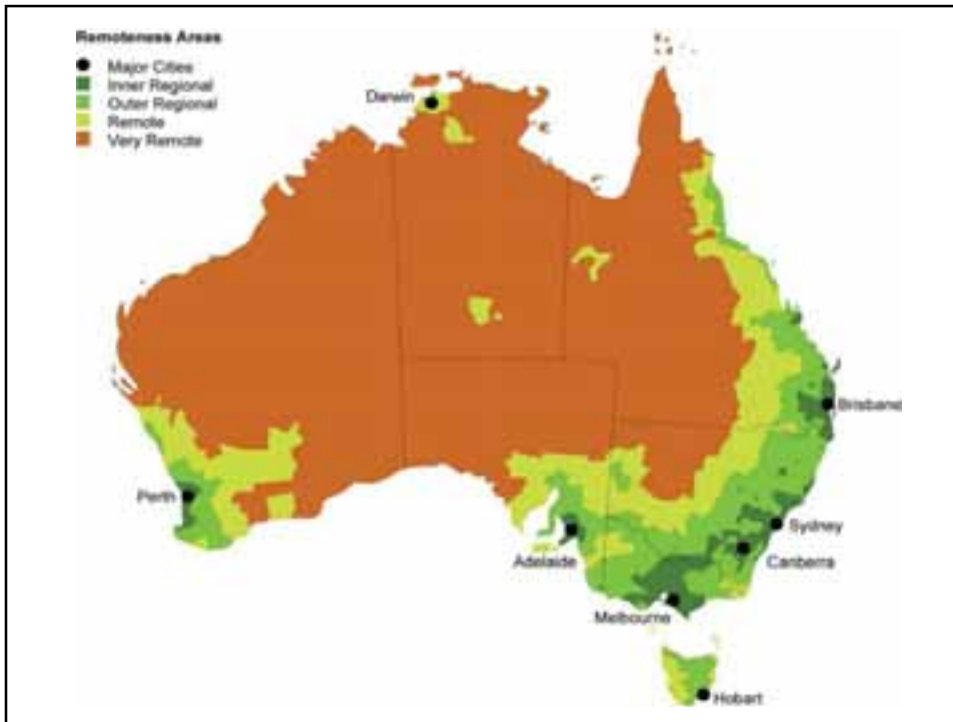 Remoteness Areas
Major Cities
Inner Regional
Outer Regional
Remote
Very Remote
Darwin
Brisbane
Perth
Sydney
Adelaide
Canberra
Melbourne
Hobart